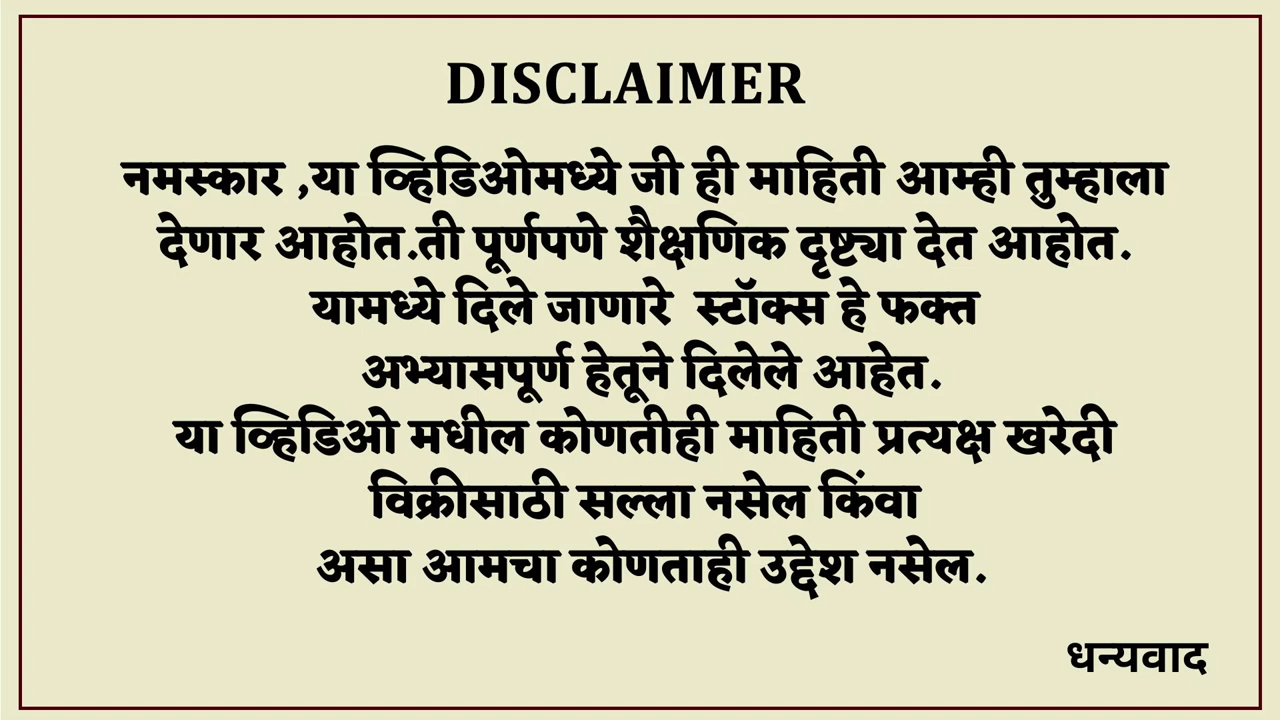 DISCLAIMER
नमस्कार ,या व्हिडिओमध्ये जी ही माहिती आम्ही तुम्हाला
देणार आहोत.ती पूर्णपणे शैक्षणिक दृष्ट्या देत आहोत.
यामध्ये दिले जाणारे स्टॉक्स हे फक्त
अभ्यासपूर्ण हेतूने दिलेले आहेत.
या व्हिडिओ मधील कोणतीही माहिती प्रत्यक्ष खरेदी
विक्रीसाठी सल्ला नसेल किंवा
असा आमचा कोणताही उद्देश नसेल.
धन्यवाद